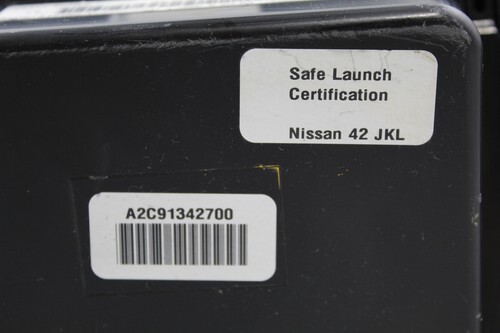 Safe Launch
Certification
Nissan 42 JKL
A2C91342700